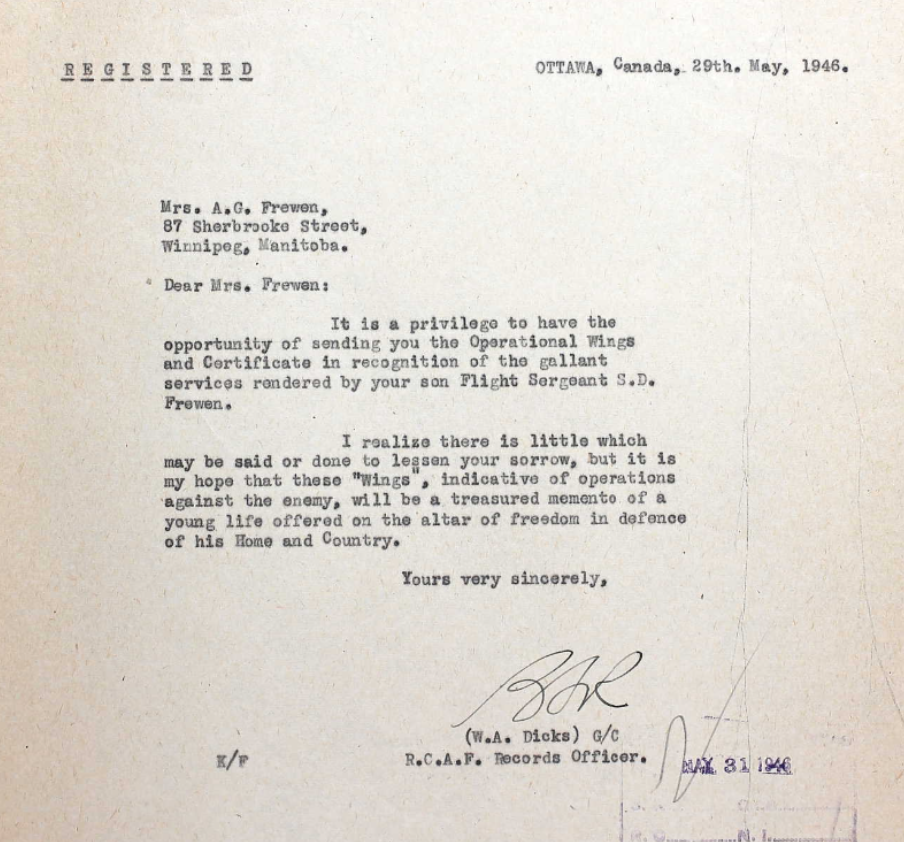 REGISTERED
OTTAWA, Canada, 29th. May, 1946.
Mrs. A.G. Frewen,
87 Sherbrooke Street,
Winnipeg, Manitoba.
Dear Mrs. Frewen:
It is a privilege to have the
opportunity of sending you the Operational Wings
and Certificate in recognition of the gallant
services rendered by your son Flight Sergeant S.D.
Frewen.
I realize there is little which
may be said or done to lessen your sorrow, but it is
my hope that these "Wings", indicative of operations
against the enemy, will be a treasured memento of a
young life offered on the altar of freedom in defence
of his Home and Country.
Yours very sincerely,
(W.A. Dicks) G/C
R.C.A.F. Records Officer.
K/F
MAY 31 1946